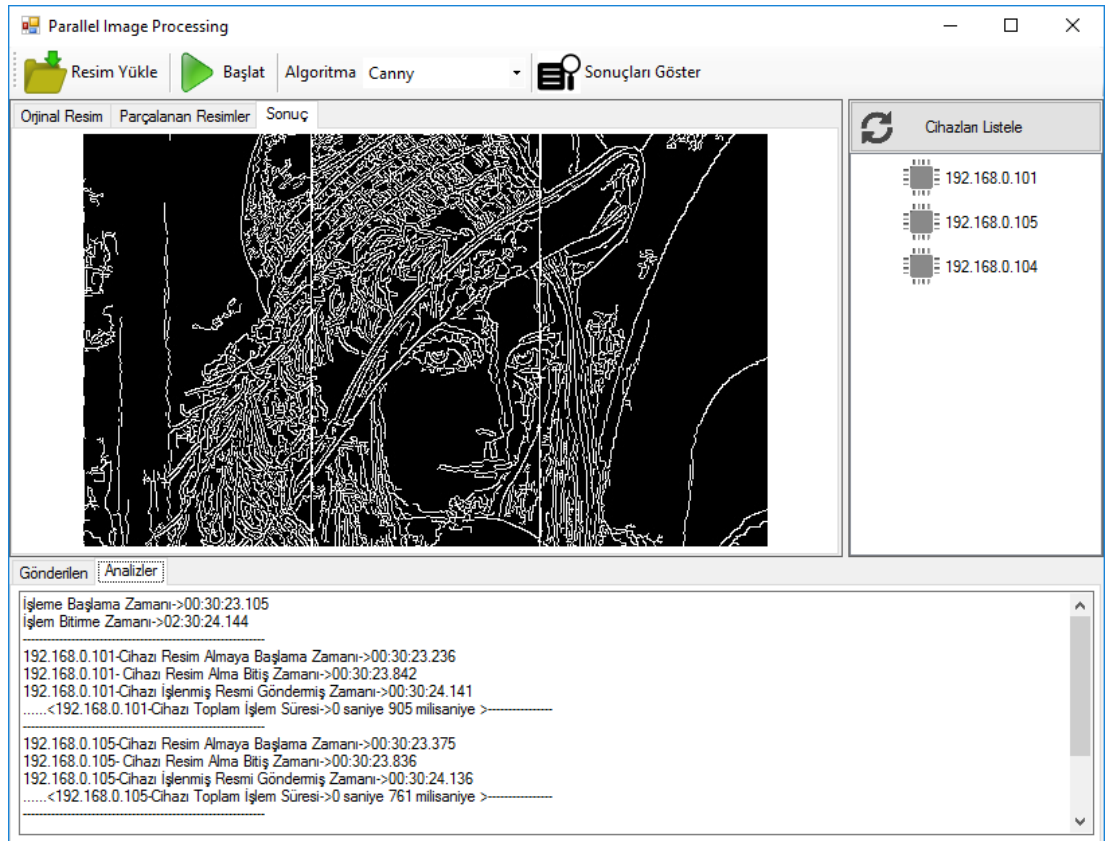 Parallel Image Processing
Resim Yükle Başlat Algoritma Canny Sonuçları Göster
Orjinal Resim Parçalanan Resimler Sonuç
Cihazları Listele
192.168.0.101
192.168.0.105
192.168.0.104
Gönderilen Analizler
İşleme Başlama Zamanı->00:30:23.105
İşlem Bitime Zamanı->02:30:24.144
------------------------------------------------------------
192.168.0.101-Cihazı Resim Almaya Başlama Zamanı->00:30:23.236
192.168.0.101- Cihazı Resim Alma Bitiş Zamanı->00:30:23.842
192.168.0.101-Cihazı İşlenmiş Resmi Göndermiş Zamanı->00:30:24.141
......<192.168.0.101-Cihazı Toplam İşlem Süresi->0 saniye 905 milisaniye >----------------
------------------------------------------------------------
192.168.0.105-Cihazı Resim Almaya Başlama Zamanı->00:30:23.375
192.168.0.105- Cihazı Resim Alma Bitiş Zamanı->00:30:23.836
192.168.0.105-Cihazı İşlenmiş Resmi Göndermiş Zamanı->00:30:24.136
......<192.168.0.105-Cihazı Toplam İşlem Süresi->0 saniye 761 milisaniye >----------------
------------------------------------------------------------